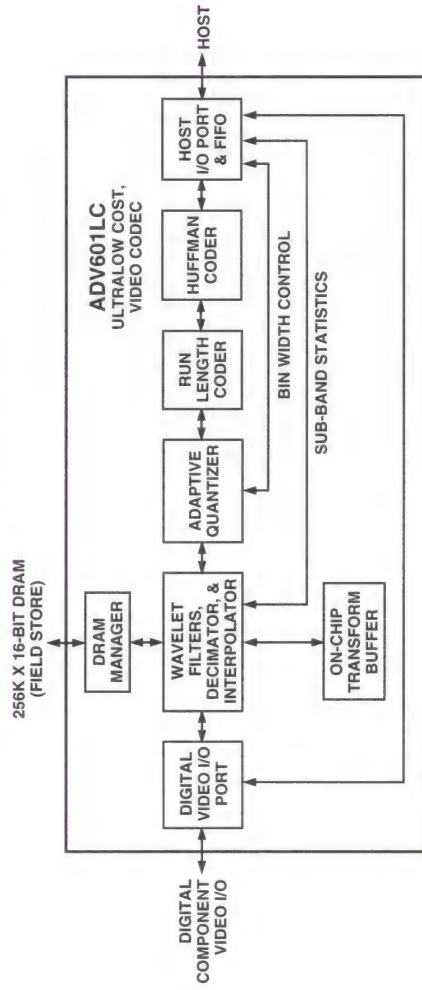 256K X 16-BIT DRAM
(FIELD STORE)
ADV601LC
ULTRALOW COST,
VIDEO CODEC
DRAM
MANAGER
DIGITAL
COMPONENT
VIDEO I/O
DIGITAL
VIDEO I/O
PORT
WAVELET
FILTERS,
DECIMATOR, &
INTERPOLATOR
ADAPTIVE
QUANTIZER
RUN
LENGTH
CODER
HUFFMAN
CODER
HOST
I/O PORT
& FIFO
HOST
BIN WIDTH CONTROL
SUB-BAND STATISTICS
ON-CHIP
TRANSFORM
BUFFER